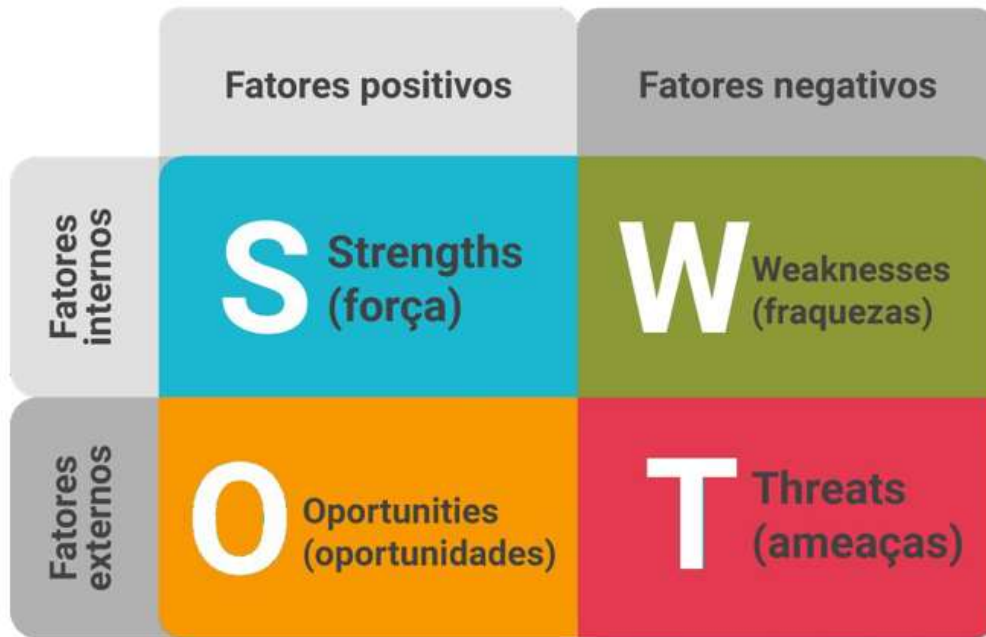 Fatores positivos
Fatores negativos
Fatores
internos
S
Strengths
(força)
W
Weaknesses
(fraquezas)
Fatores
externos
O
Oportunities
(oportunidades)
T
Threats
(ameaças)